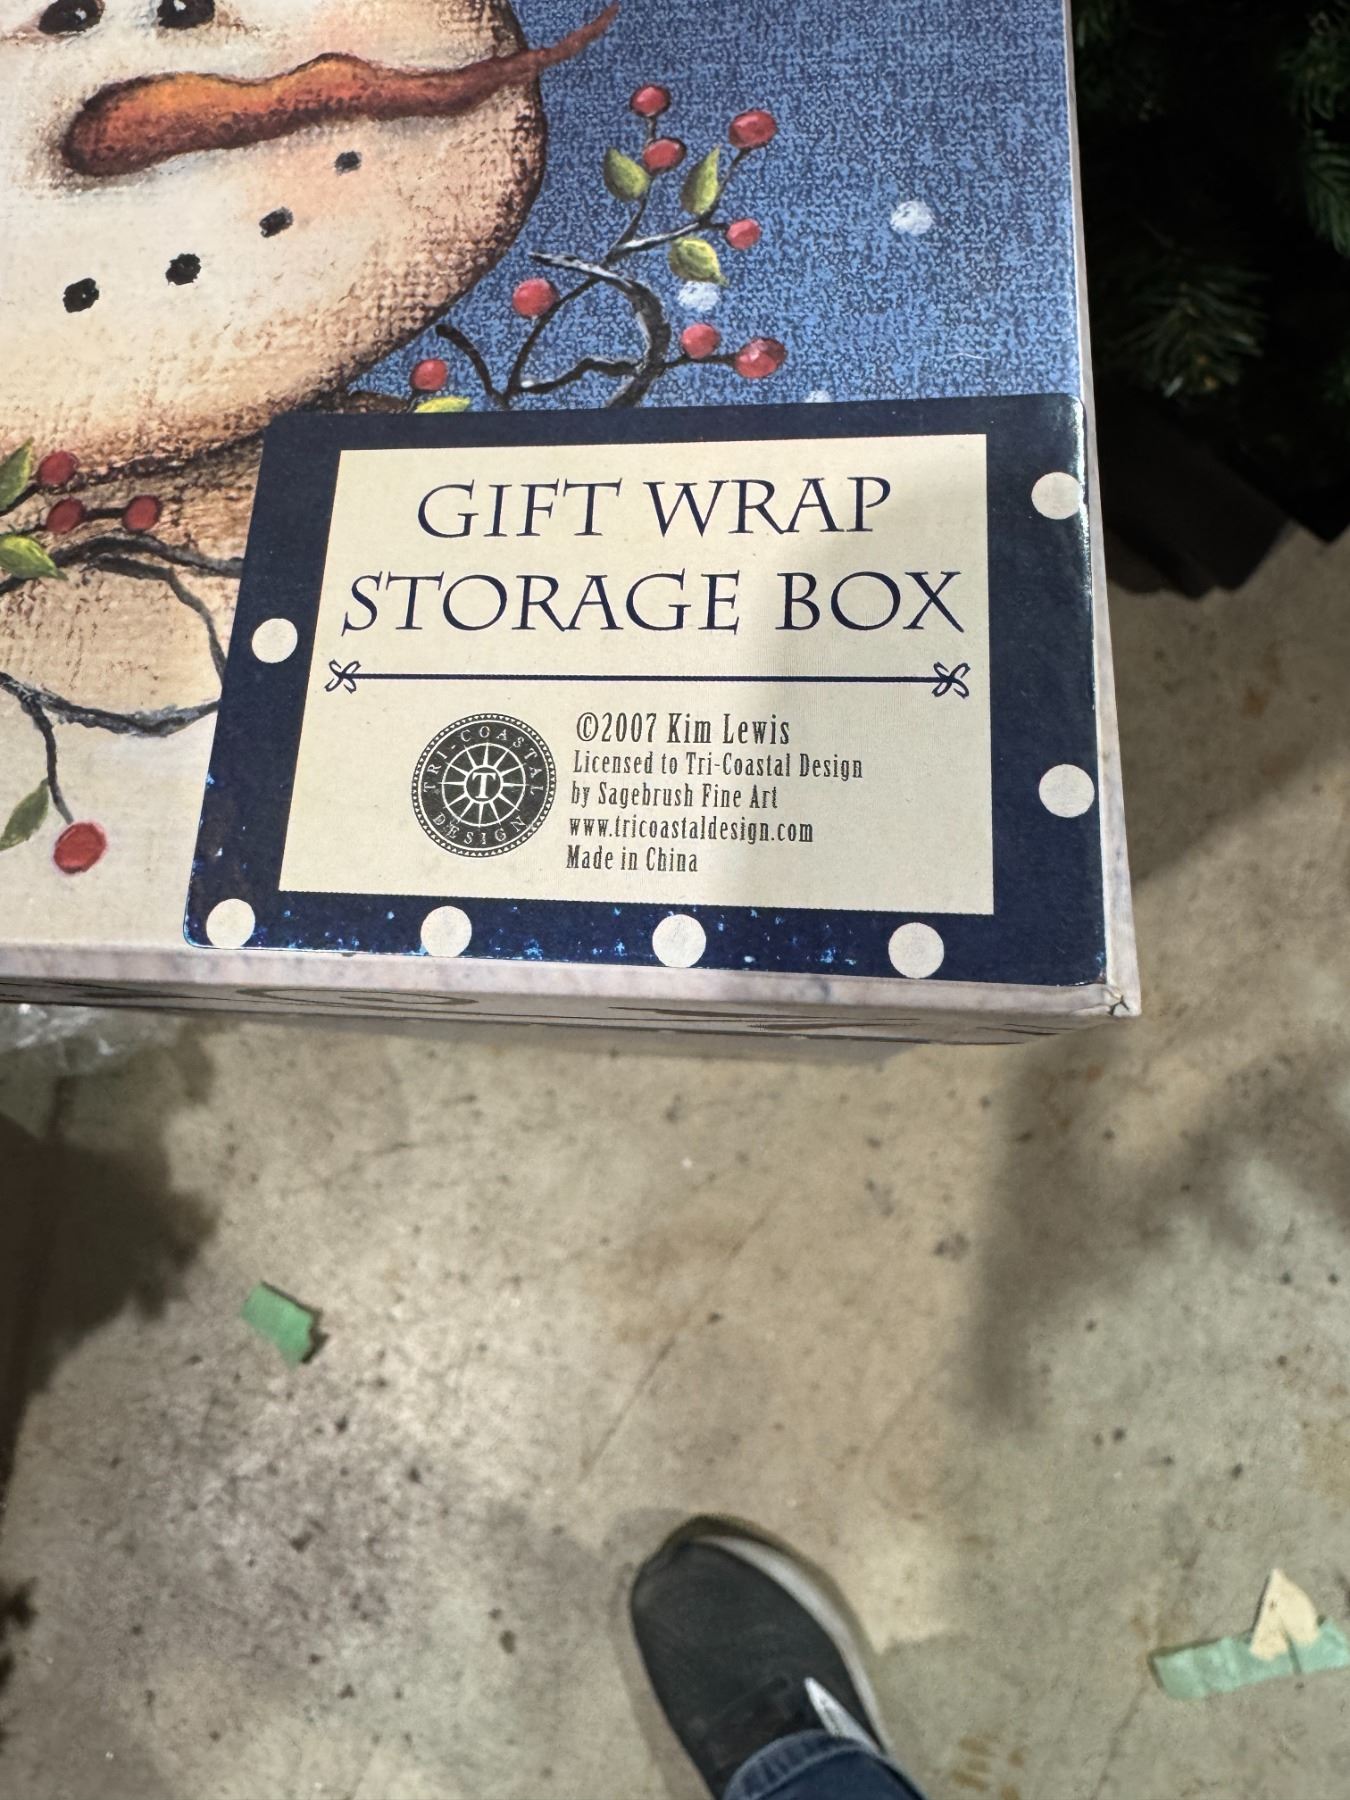 GIFT WRAP
STORAGE BOX
TRI-COASTAL
T
DESIGN
©2007 Kim Lewis
Licensed to Tri-Coastal Design
by Sagebrush Fine Art
www.tricoastaldesign.com
Made in China